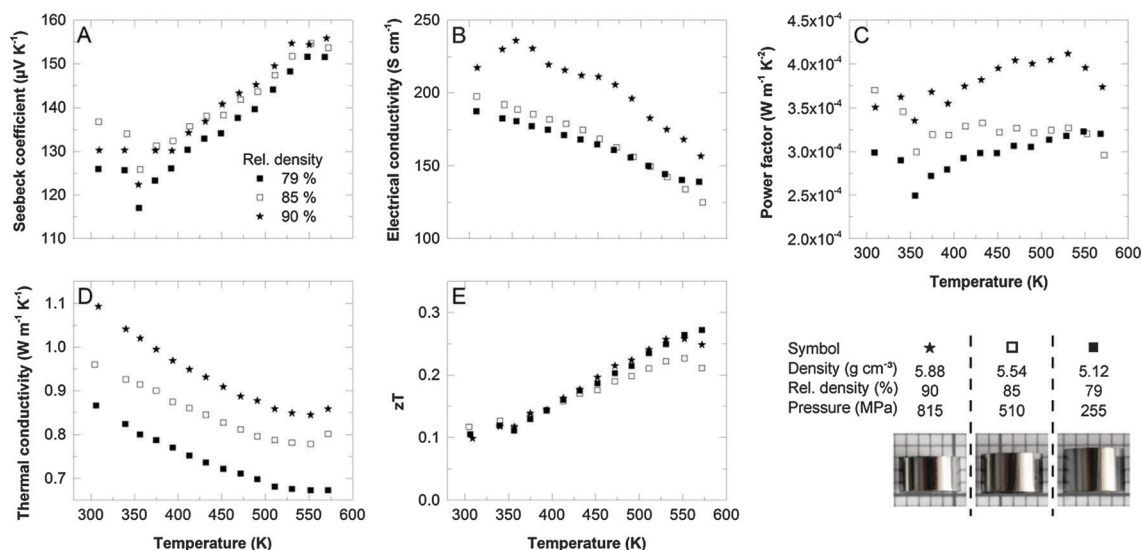 A
Seebeck coefficient (µV K⁻¹)
160
150
140
130
120
110
Rel. density
79 %
85 %
90 %
B
Electrical conductivity (S cm⁻¹)
250
200
150
100
C
Power factor (W m⁻¹ K⁻²)
4.5x10⁻⁴
4.0x10⁻⁴
3.5x10⁻⁴
3.0x10⁻⁴
2.5x10⁻⁴
2.0x10⁻⁴
300 350 400 450 500 550 600
Temperature (K)
D
Thermal conductivity (W m⁻¹ K⁻¹)
1.1
1.0
0.9
0.8
0.7
300 350 400 450 500 550 600
Temperature (K)
E
zT
0.3
0.2
0.1
0.0
300 350 400 450 500 550 600
Temperature (K)
Symbol
Density (g cm⁻³) 5.88 5.54 5.12
Rel. density (%) 90 85 79
Pressure (MPa) 815 510 255